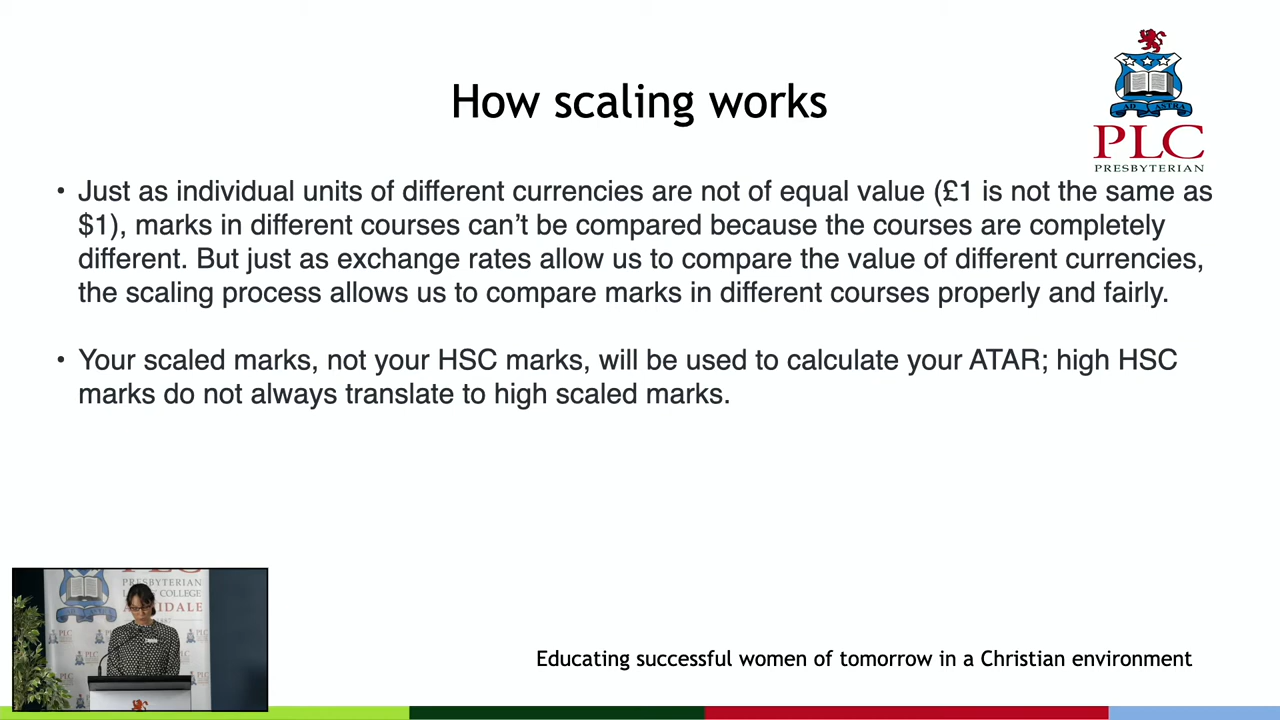 How scaling works
AD ASTRA
PLC
PRESBYTERIAN
• Just as individual units of different currencies are not of equal value (£1 is not the same as
$1), marks in different courses can’t be compared because the courses are completely
different. But just as exchange rates allow us to compare the value of different currencies,
the scaling process allows us to compare marks in different courses properly and fairly.
• Your scaled marks, not your HSC marks, will be used to calculate your ATAR; high HSC
marks do not always translate to high scaled marks.
PRESBYTERIAN
COLLEGE
PLC
Educating successful women of tomorrow in a Christian environment